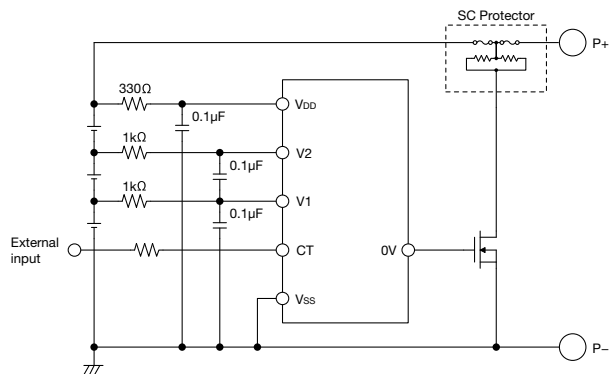 SC Protector
P+
330Ω
VDD
0.1μF
1kΩ
V2
0.1μF
1kΩ
V1
0.1μF
External
input
CT
0V
VSS
P−